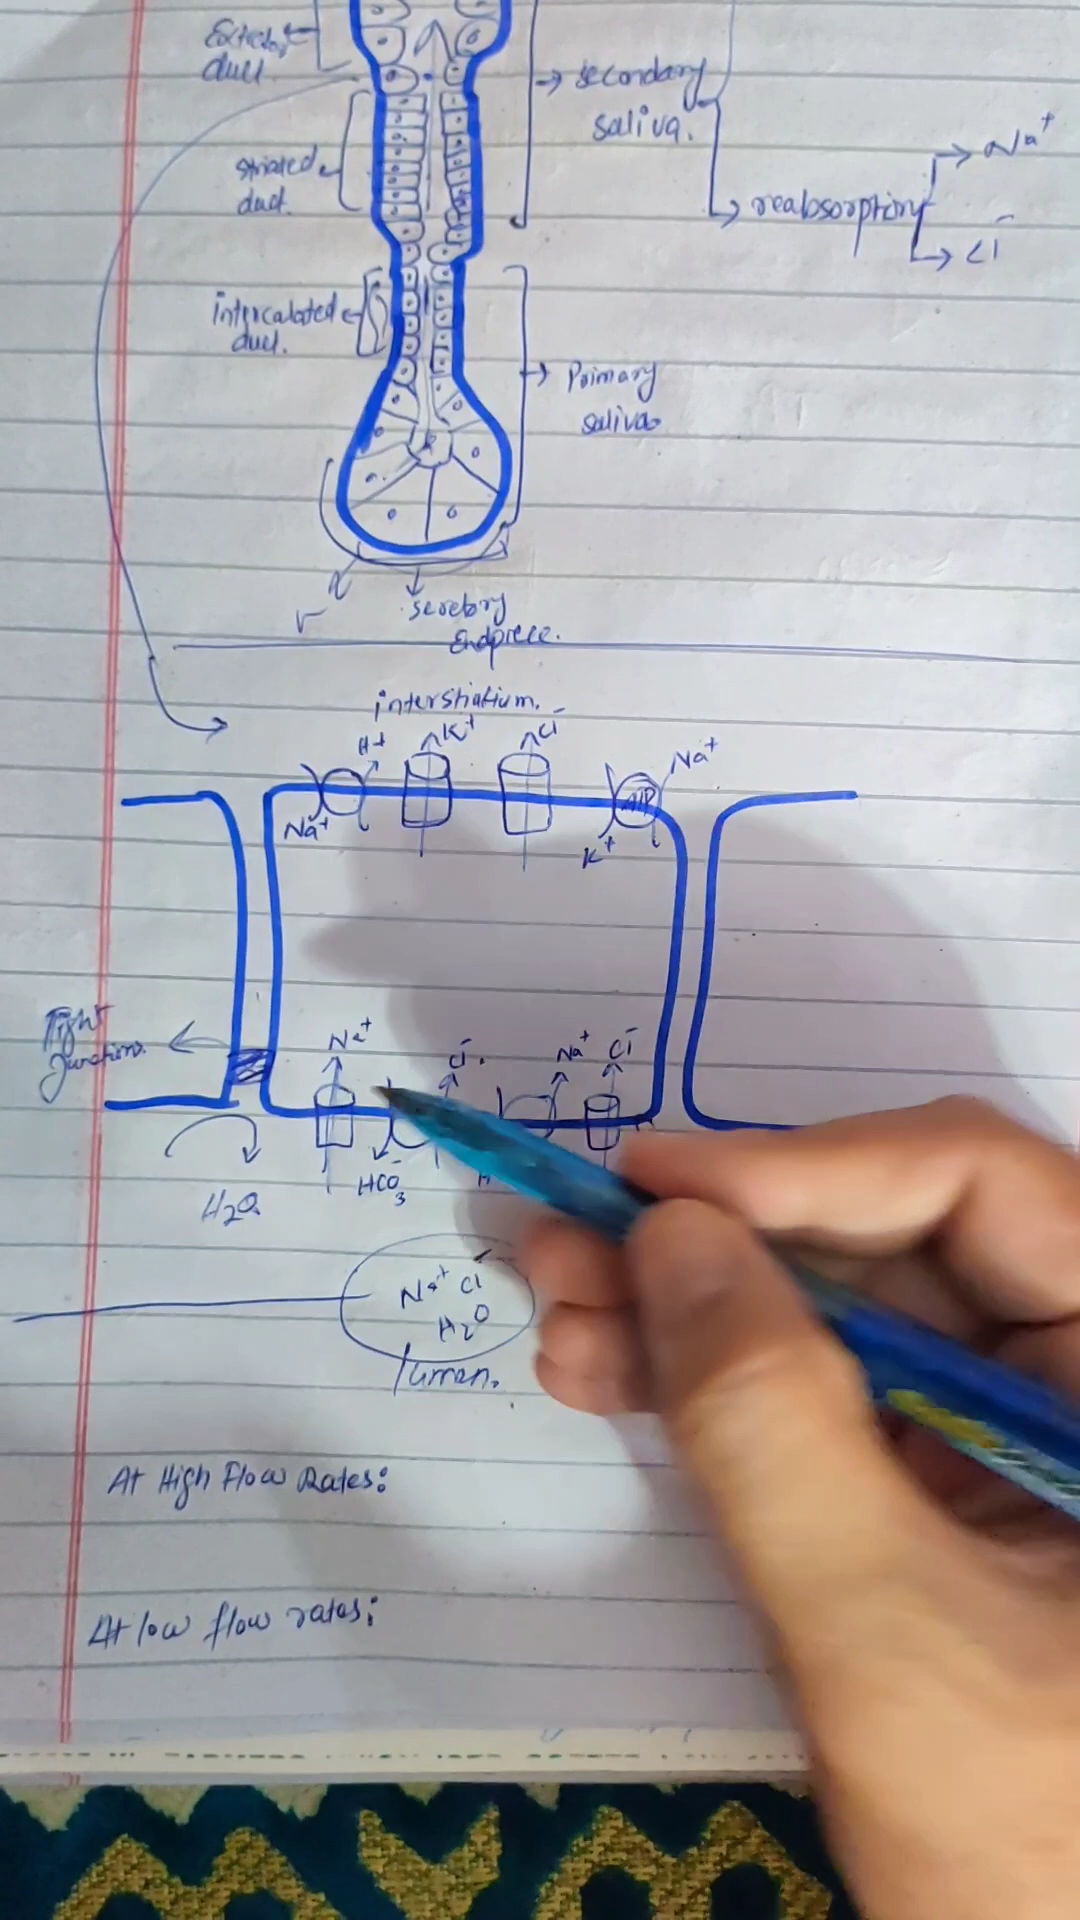 duct.
secondary
saliva.
Na+
striated
duct.
reabsorption
Cl-
intercalated
duct.
Primary
saliva
secretory
Endpiece.
interstiatium.
H+
K+
Cl-
Na+
Na+
ATP
K+
Tight
Junctions.
Na+
Cl-.
Na+
Cl-
HCO3-
H
H2O
Na+ Cl-
H2O
lumen.
At High Flow Rates:
At low flow rates: